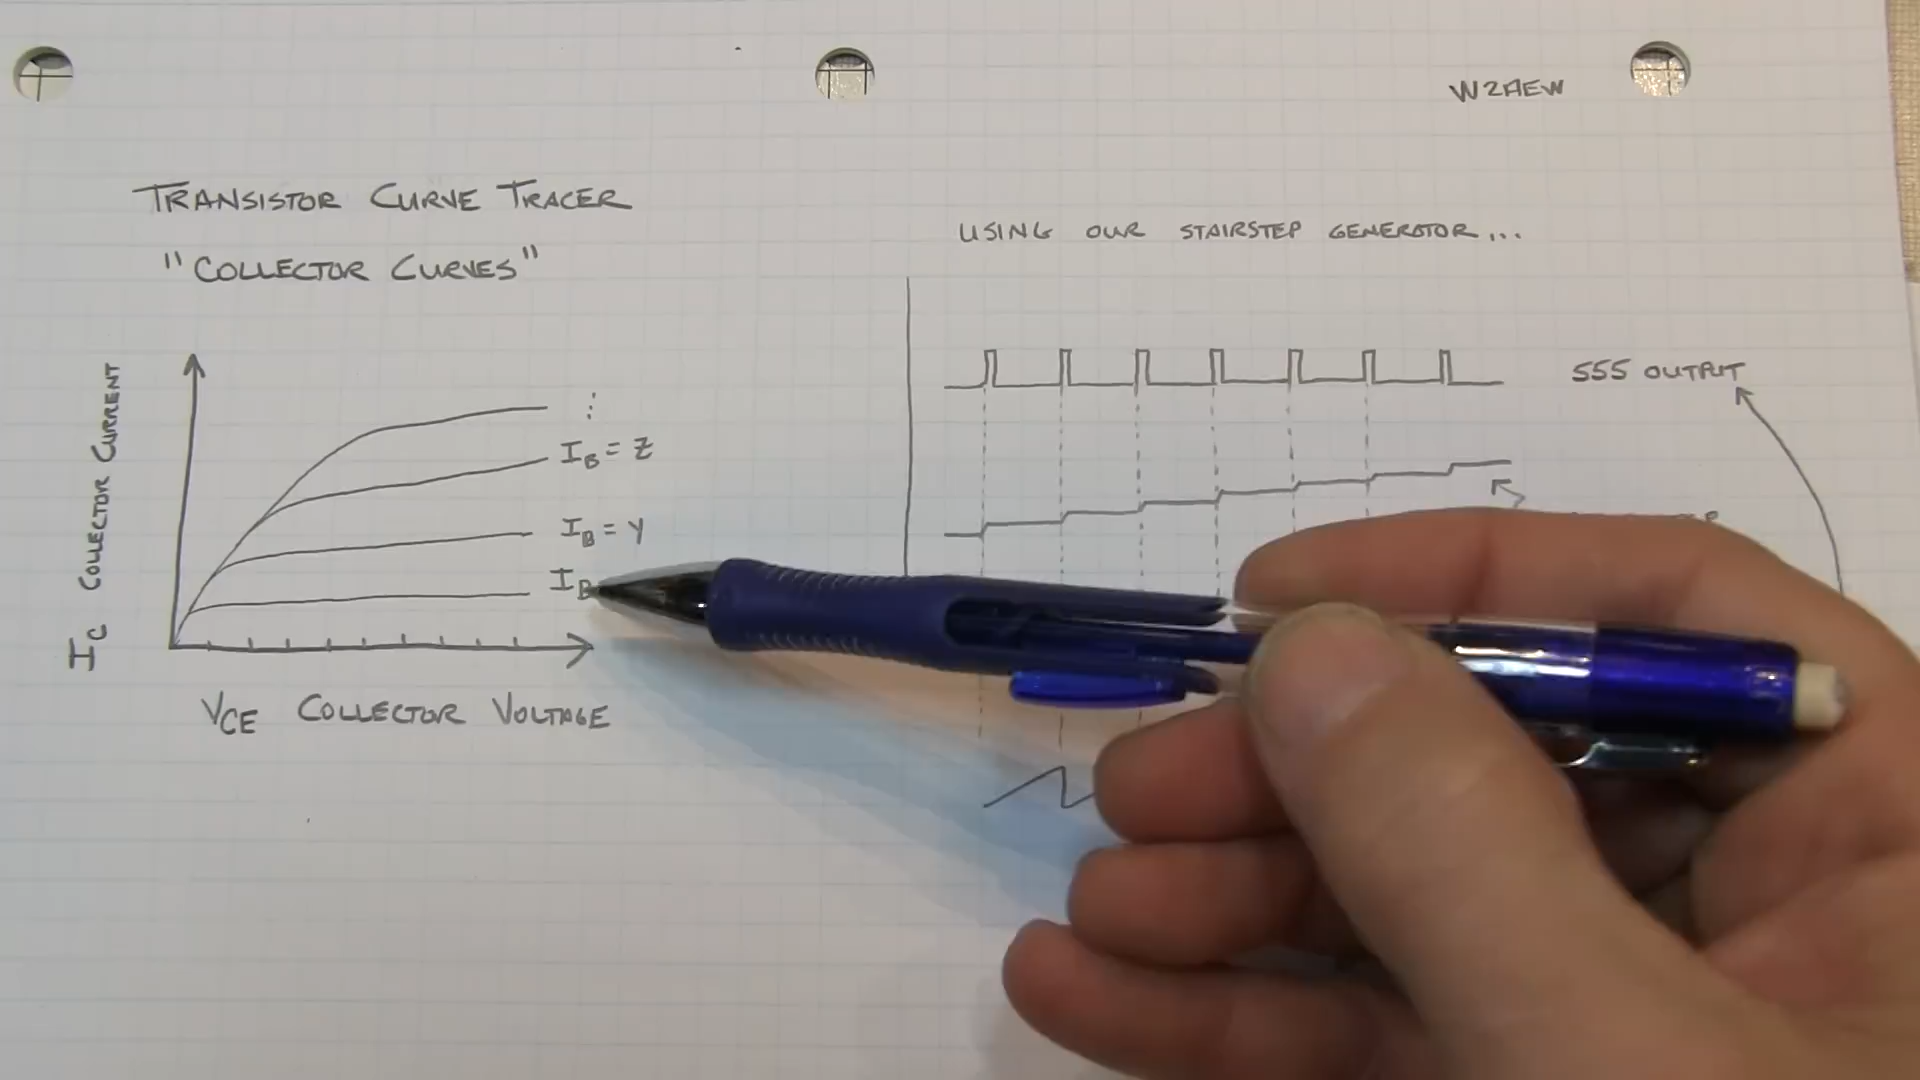 W2AEW
TRANSISTOR CURVE TRACER
"COLLECTOR CURVES"
IC COLLECTOR CURRENT
⋮
IB = Z
IB = Y
IB
VCE COLLECTOR VOLTAGE
USING OUR STAIRSTEP GENERATOR...
555 OUTPUT